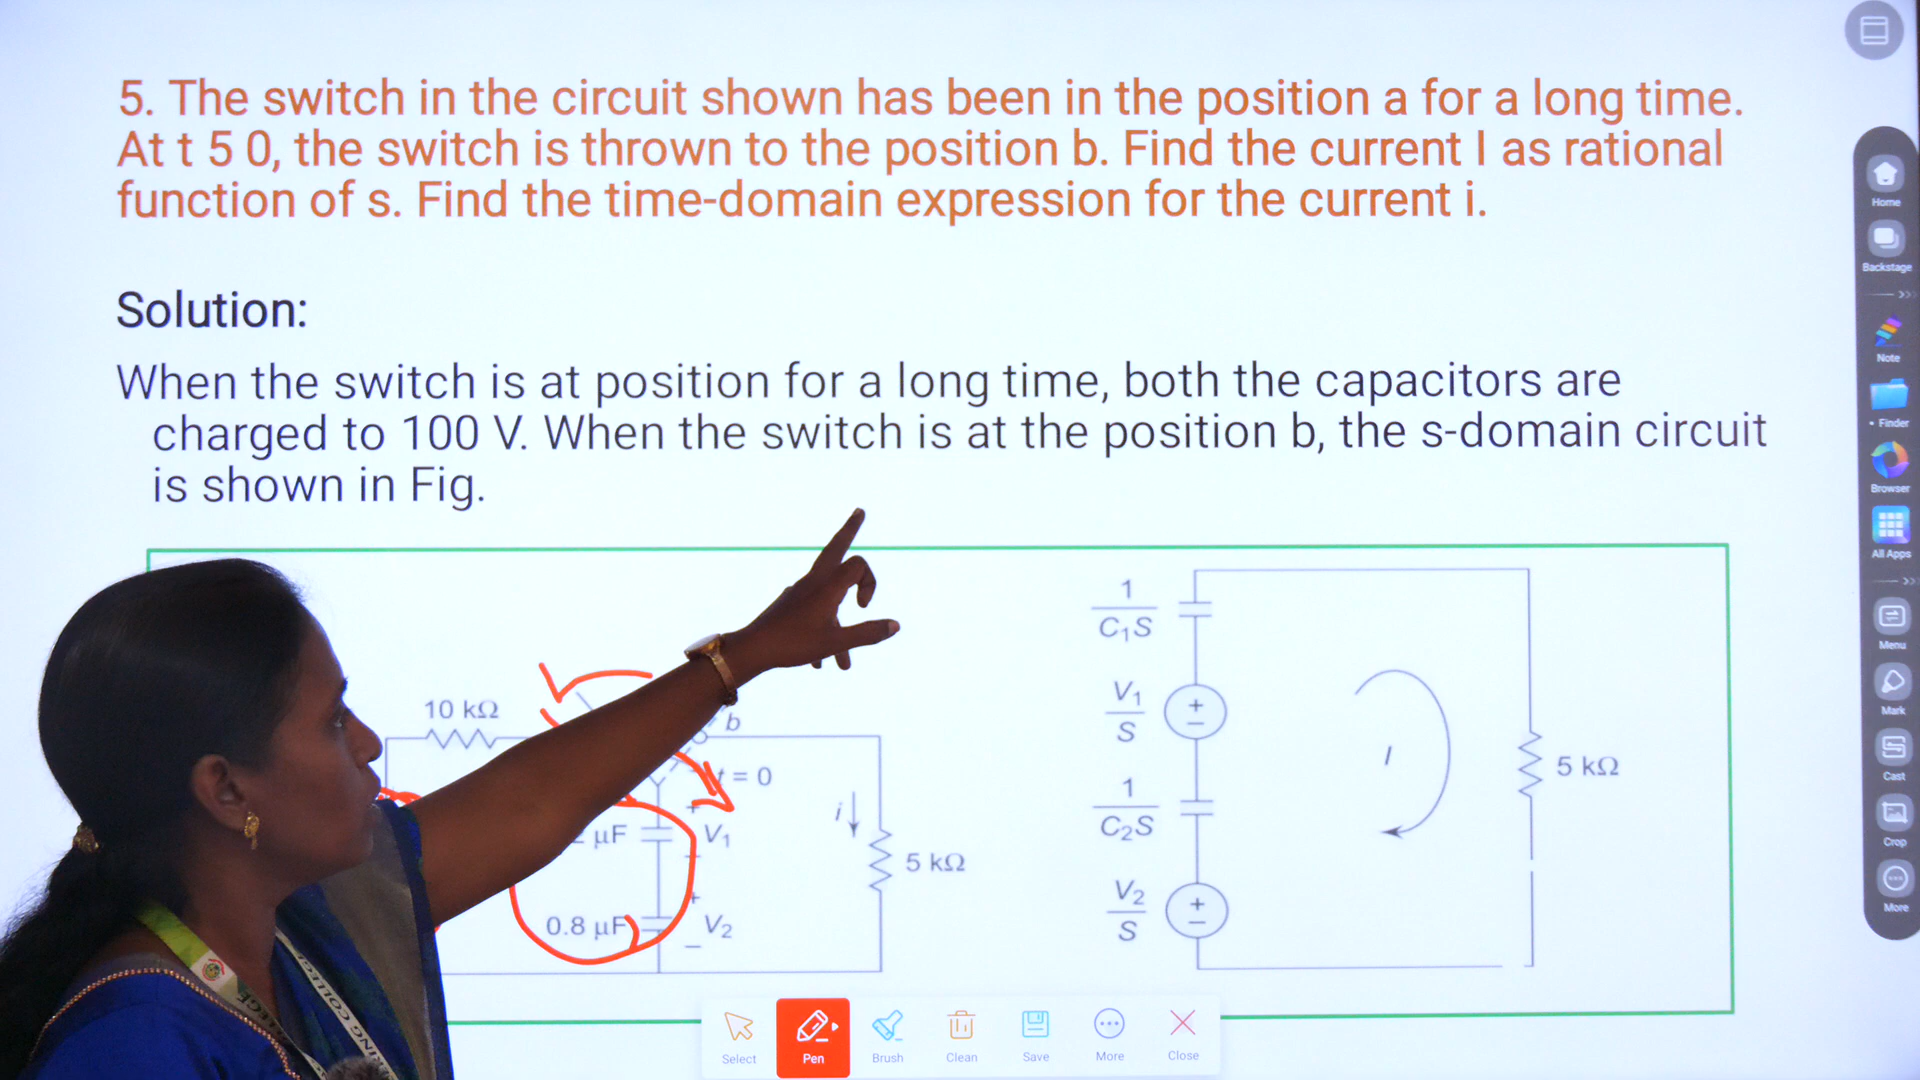 5. The switch in the circuit shown has been in the position a for a long time.
At t 5 0, the switch is thrown to the position b. Find the current I as rational
function of s. Find the time-domain expression for the current i.
Solution:
When the switch is at position for a long time, both the capacitors are
charged to 100 V. When the switch is at the position b, the s-domain circuit
is shown in Fig.
10 kΩ
b
t = 0
i
μF
V₁
5 kΩ
0.8 μF
V₂
1
C₁S
V₁
S
1
C₂S
V₂
S
I
5 kΩ
Home
Backstage
Note
Finder
Browser
All Apps
Menu
Mark
Cast
Crop
More
Select
Pen
Brush
Clean
Save
More
Close